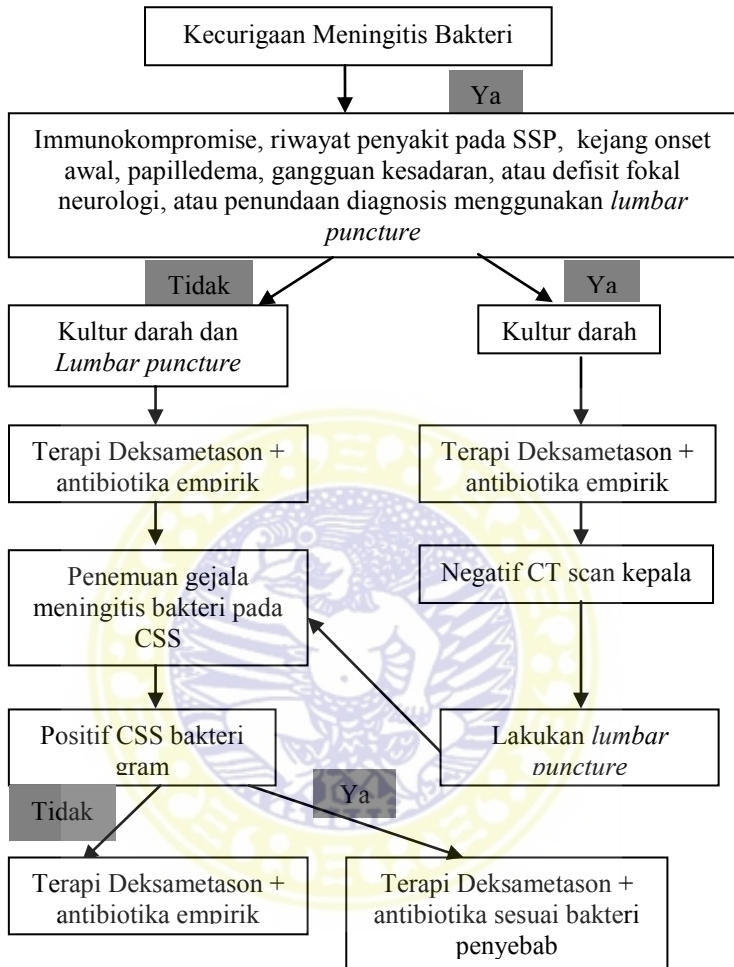 Kecurigaan Meningitis Bakteri
Ya
Immunokompromise, riwayat penyakit pada SSP, kejang onset
awal, papilledema, gangguan kesadaran, atau defisit fokal
neurologi, atau penundaan diagnosis menggunakan lumbar
puncture
Tidak
Ya
Kultur darah dan
Lumbar puncture
Kultur darah
Terapi Deksametason +
antibiotika empirik
Terapi Deksametason +
antibiotika empirik
Penemuan gejala
meningitis bakteri pada
CSS
Negatif CT scan kepala
Positif CSS bakteri
gram
Lakukan lumbar
puncture
Tidak
Ya
Terapi Deksametason +
antibiotika empirik
Terapi Deksametason +
antibiotika sesuai bakteri
penyebab